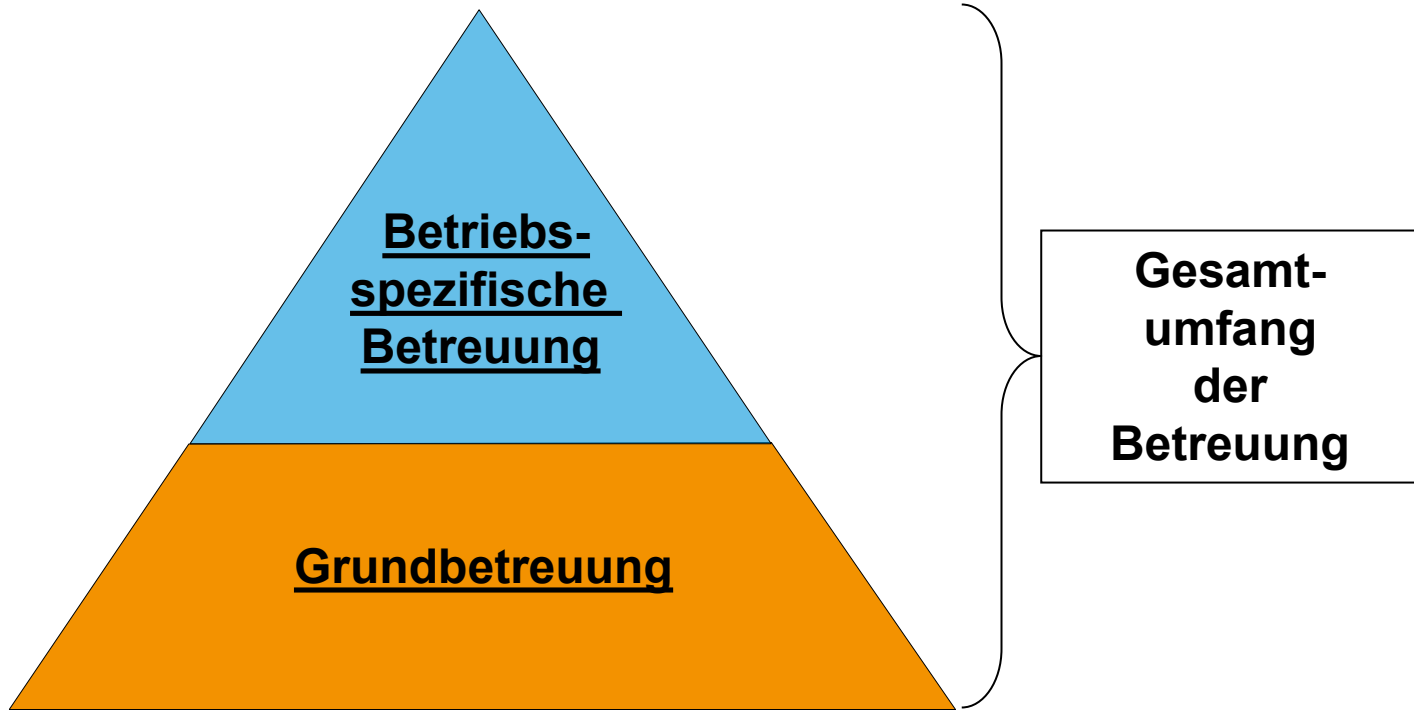 Betriebs-
spezifische
Betreuung
Grundbetreuung
Gesamt-
umfang
der
Betreuung